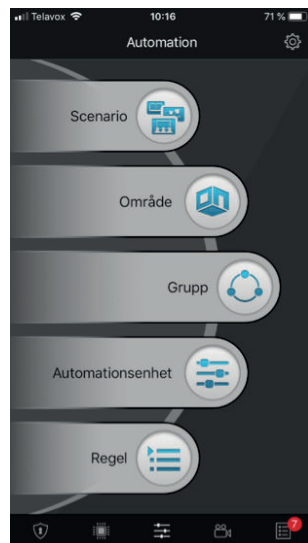 Telavox 10:16 71 %
Automation
Scenario
Område
Grupp
Automationsenhet
Regel
7